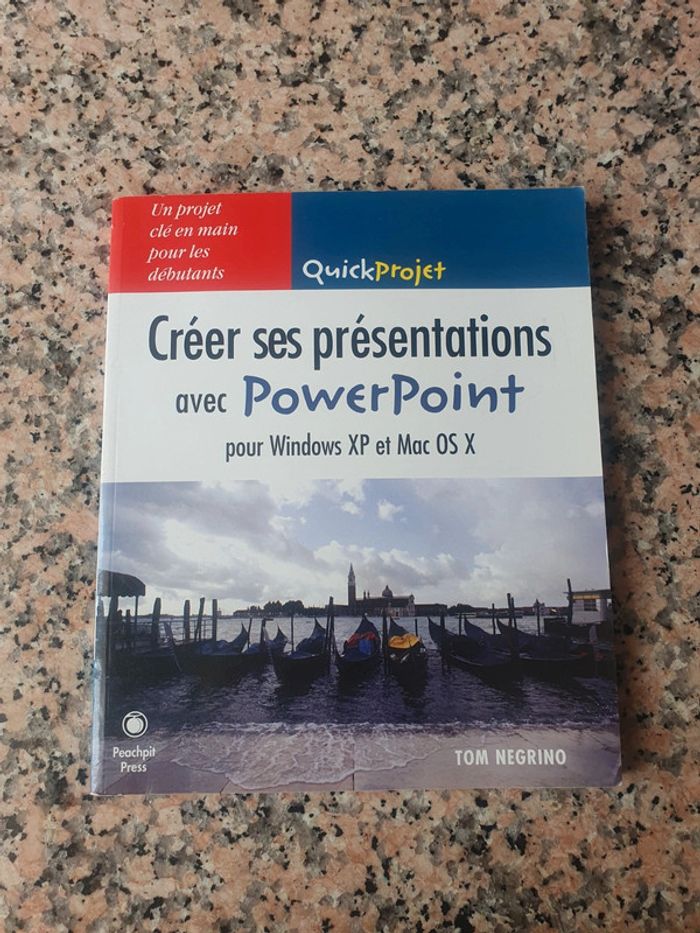 Un projet
clé en main
pour les
débutants
QuickProjet
Créer ses présentations
avec PowerPoint
pour Windows XP et Mac OS X
Peachpit
Press
TOM NEGRINO